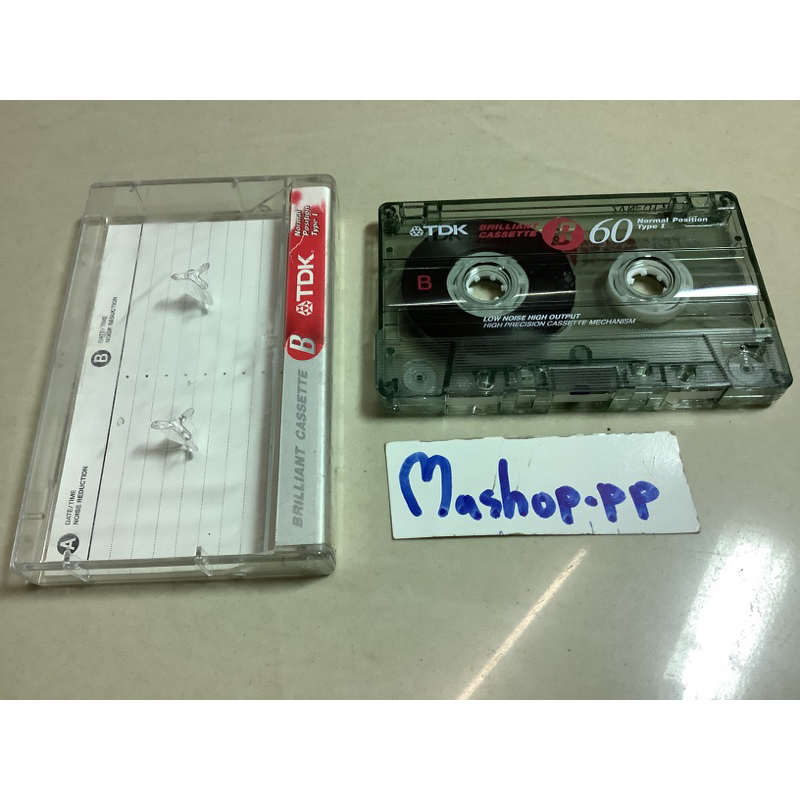 Normal
Position
Type I
TDK
B
BRILLIANT CASSETTE
B DATE/TIME
NOISE REDUCTION
A DATE/TIME
NOISE REDUCTION
TDK BRILLIANT
CASSETTE B 60 Normal Position
Type I
B
LOW NOISE HIGH OUTPUT
HIGH PRECISION CASSETTE MECHANISM
Mashop.pp